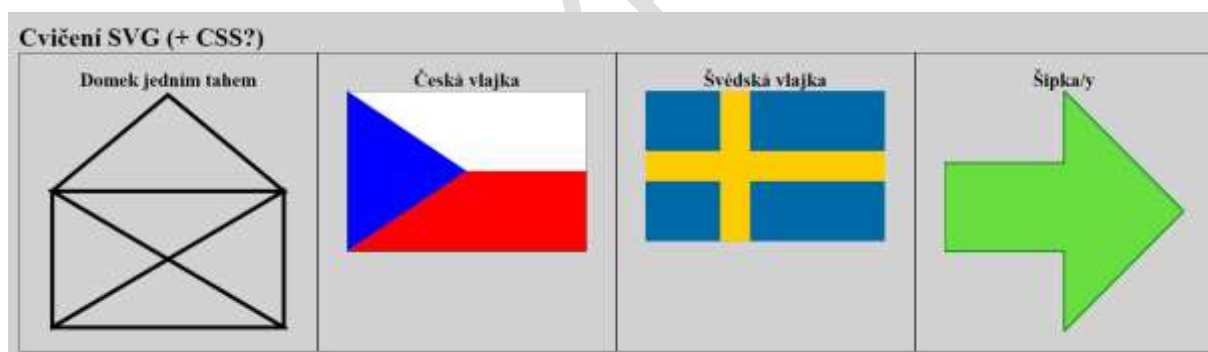 Cvičení SVG (+ CSS?)
Domek jedním tahem
Česká vlajka
Švédská vlajka
Šipka/y